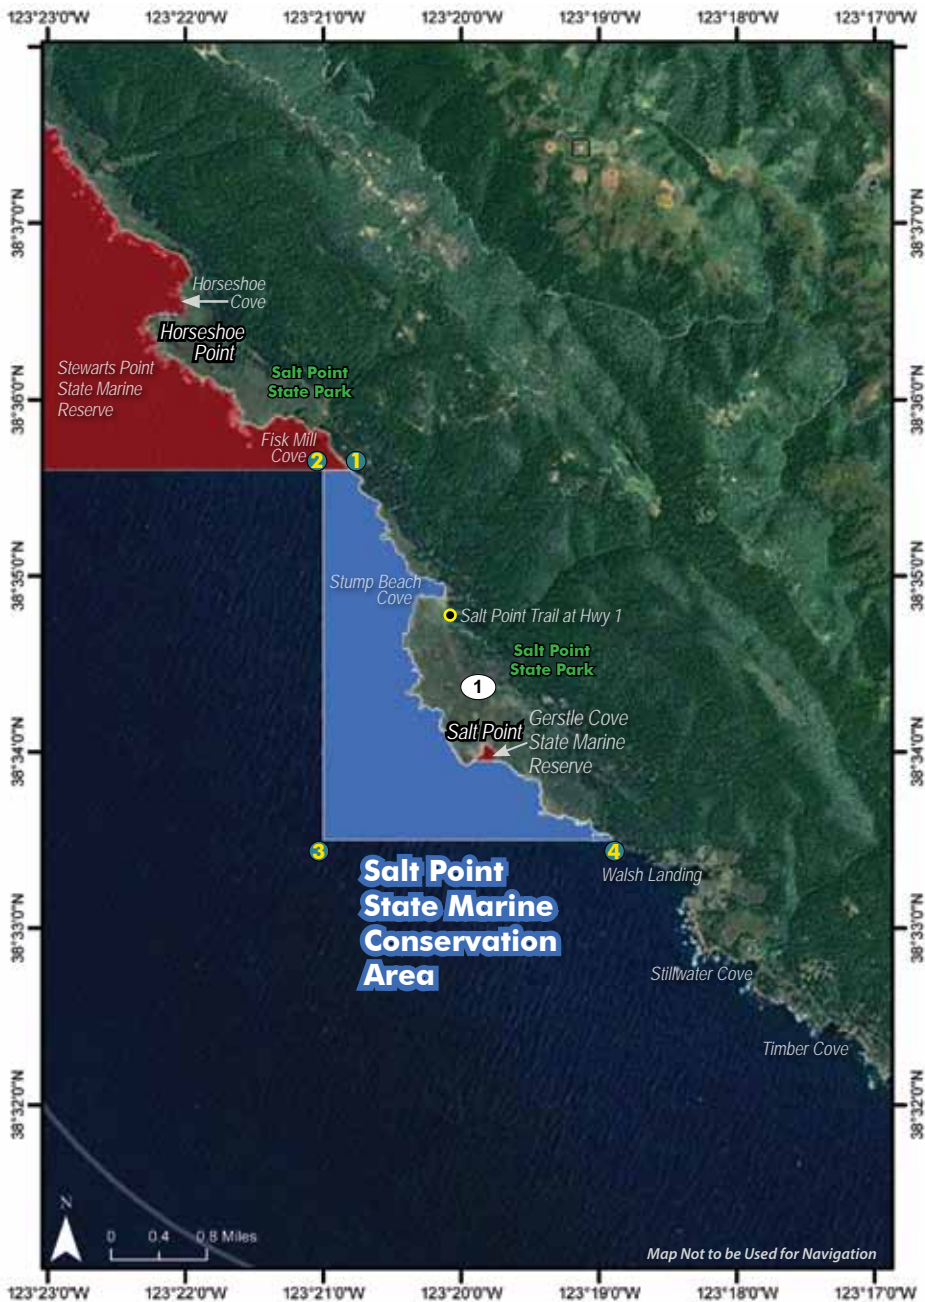 123°23'0"W 123°22'0"W 123°21'0"W 123°20'0"W 123°19'0"W 123°18'0"W 123°17'0"W
38°37'0"N 38°37'0"N
Horseshoe
Cove
Horseshoe
Point
Stewarts Point
State Marine
Reserve
Salt Point
State Park
38°36'0"N 38°36'0"N
Fisk Mill
Cove
2 1
38°35'0"N 38°35'0"N
Stump Beach
Cove
Salt Point Trail at Hwy 1
Salt Point
State Park
1
Salt Point
Gerstle Cove
State Marine
Reserve
38°34'0"N 38°34'0"N
3 4
Walsh Landing
Salt Point
State Marine
Conservation
Area
38°33'0"N 38°33'0"N
Stillwater Cove
Timber Cove
38°32'0"N 38°32'0"N
N
0 0.4 0.8 Miles
Map Not to be Used for Navigation
123°23'0"W 123°22'0"W 123°21'0"W 123°20'0"W 123°19'0"W 123°18'0"W 123°17'0"W